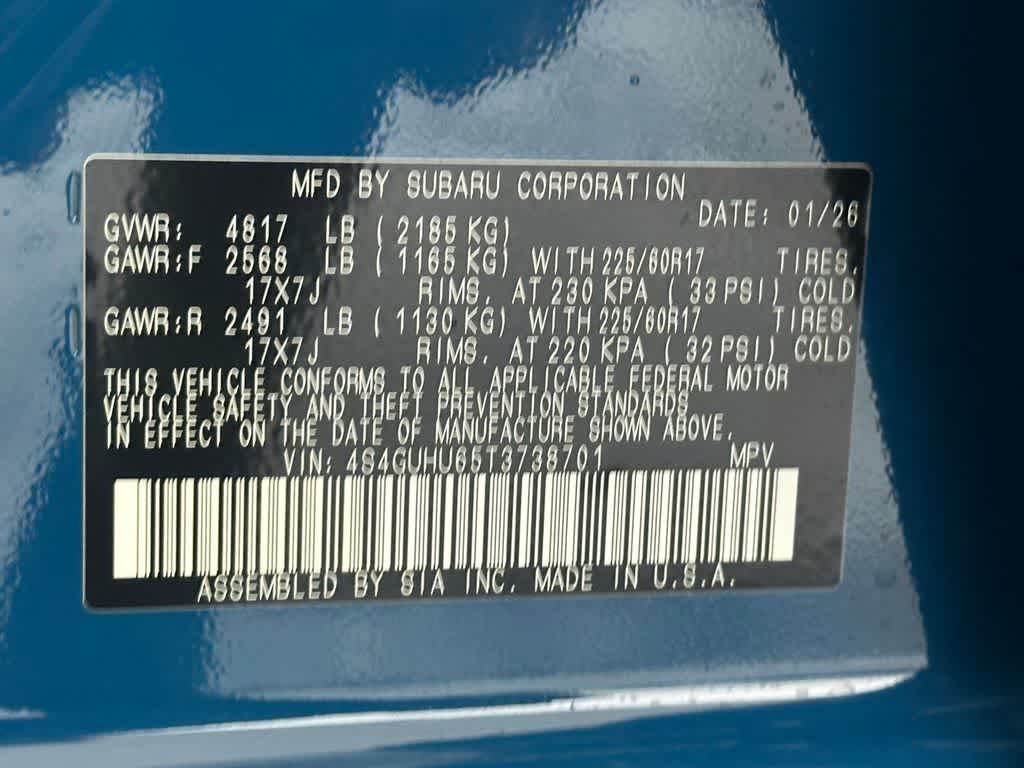 MFD BY SUBARU CORPORATION
DATE: 01/26
GVWR: 4817 LB ( 2185 KG)
GAWR:F 2568 LB ( 1165 KG) WITH 225/60R17 TIRES,
17X7J RIMS, AT 230 KPA ( 33 PSI) COLD
GAWR:R 2491 LB ( 1130 KG) WITH 225/60R17 TIRES,
17X7J RIMS, AT 220 KPA ( 32 PSI) COLD
THIS VEHICLE CONFORMS TO ALL APPLICABLE FEDERAL MOTOR
VEHICLE SAFETY AND THEFT PREVENTION STANDARDS
IN EFFECT ON THE DATE OF MANUFACTURE SHOWN ABOVE.
VIN: 4S4GUHU65T3738701 MPV
ASSEMBLED BY SIA INC. MADE IN U.S.A.